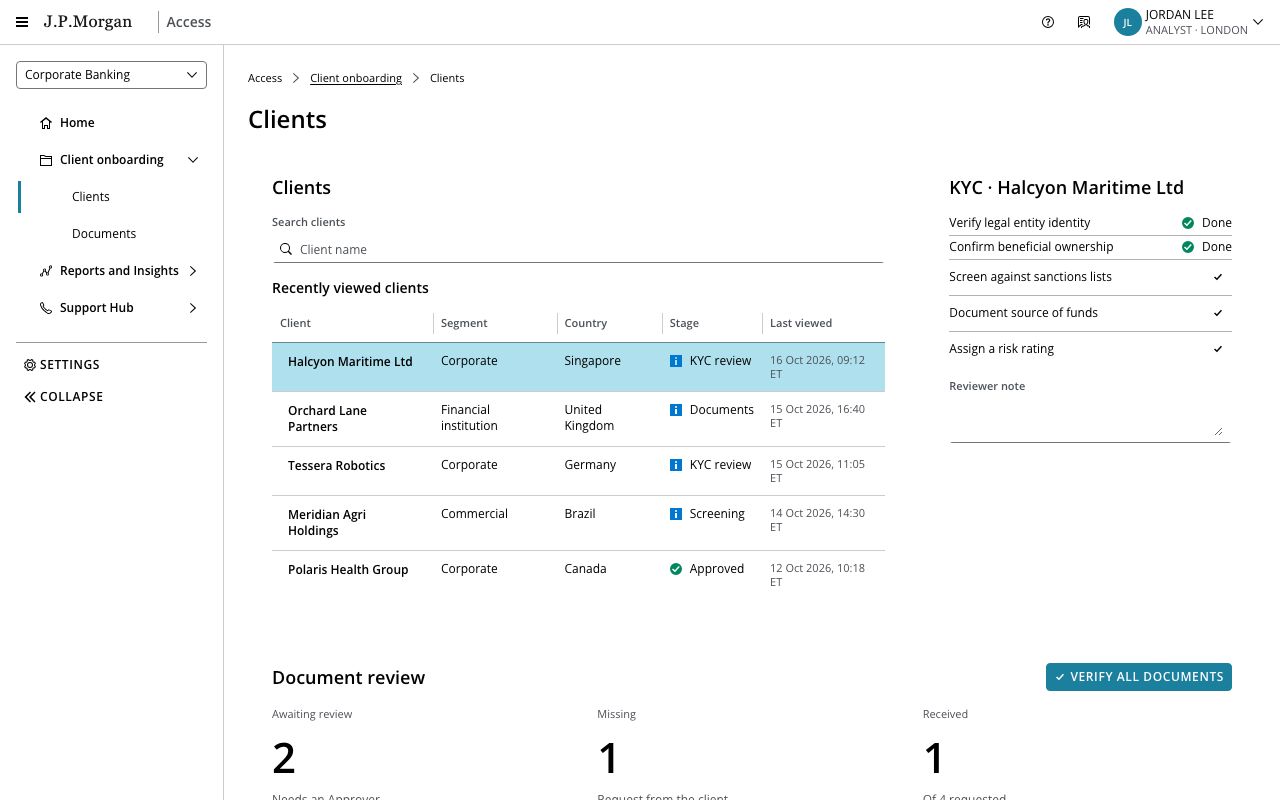 J.P.Morgan
Access
JL
JORDAN LEE
ANALYST · LONDON
Corporate Banking
Home
Client onboarding
Clients
Documents
Reports and Insights
Support Hub
SETTINGS
COLLAPSE
Access
Client onboarding
Clients
Clients
Clients
Search clients
Client name
Recently viewed clients
Client Segment Country Stage Last viewed
Halcyon Maritime Ltd Corporate Singapore KYC review 16 Oct 2026, 09:12
ET
Orchard Lane Financial United Documents 15 Oct 2026, 16:40
Partners institution Kingdom ET
Tessera Robotics Corporate Germany KYC review 15 Oct 2026, 11:05
ET
Meridian Agri Commercial Brazil Screening 14 Oct 2026, 14:30
Holdings ET
Polaris Health Group Corporate Canada Approved 12 Oct 2026, 10:18
ET
KYC · Halcyon Maritime Ltd
Verify legal entity identity Done
Confirm beneficial ownership Done
Screen against sanctions lists
Document source of funds
Assign a risk rating
Reviewer note
Document review
VERIFY ALL DOCUMENTS
Awaiting review Missing Received
2 1 1
Needs an Approver Request from the client Of 4 requested